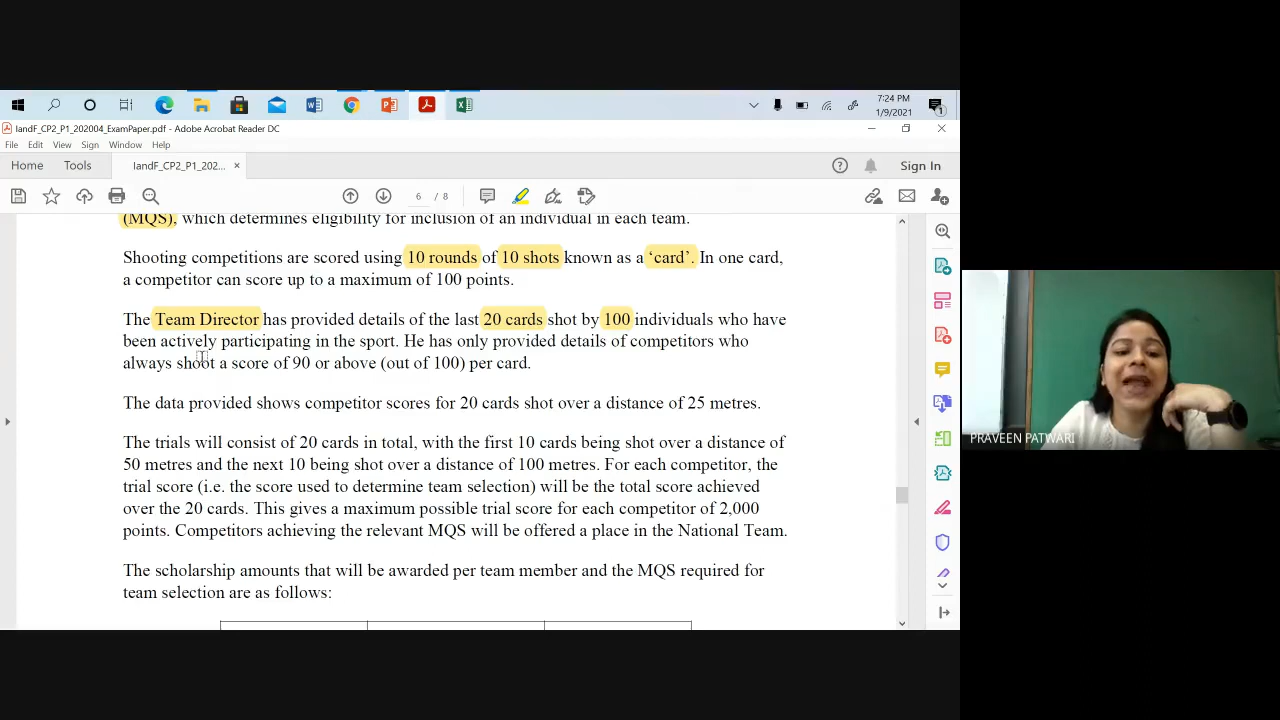 7:24 PM
1/9/2021
IandF_CP2_P1_202004_ExamPaper.pdf - Adobe Acrobat Reader DC
File Edit View Sign Window Help
Home Tools IandF_CP2_P1_202... × Sign In
6 / 8
(MQS), which determines eligibility for inclusion of an individual in each team.
Shooting competitions are scored using 10 rounds of 10 shots known as a ‘card’. In one card,
a competitor can score up to a maximum of 100 points.
The Team Director has provided details of the last 20 cards shot by 100 individuals who have
been actively participating in the sport. He has only provided details of competitors who
always shoot a score of 90 or above (out of 100) per card.
The data provided shows competitor scores for 20 cards shot over a distance of 25 metres.
The trials will consist of 20 cards in total, with the first 10 cards being shot over a distance of
50 metres and the next 10 being shot over a distance of 100 metres. For each competitor, the
trial score (i.e. the score used to determine team selection) will be the total score achieved
over the 20 cards. This gives a maximum possible trial score for each competitor of 2,000
points. Competitors achieving the relevant MQS will be offered a place in the National Team.
The scholarship amounts that will be awarded per team member and the MQS required for
team selection are as follows:
PRAVEEN PATWARI